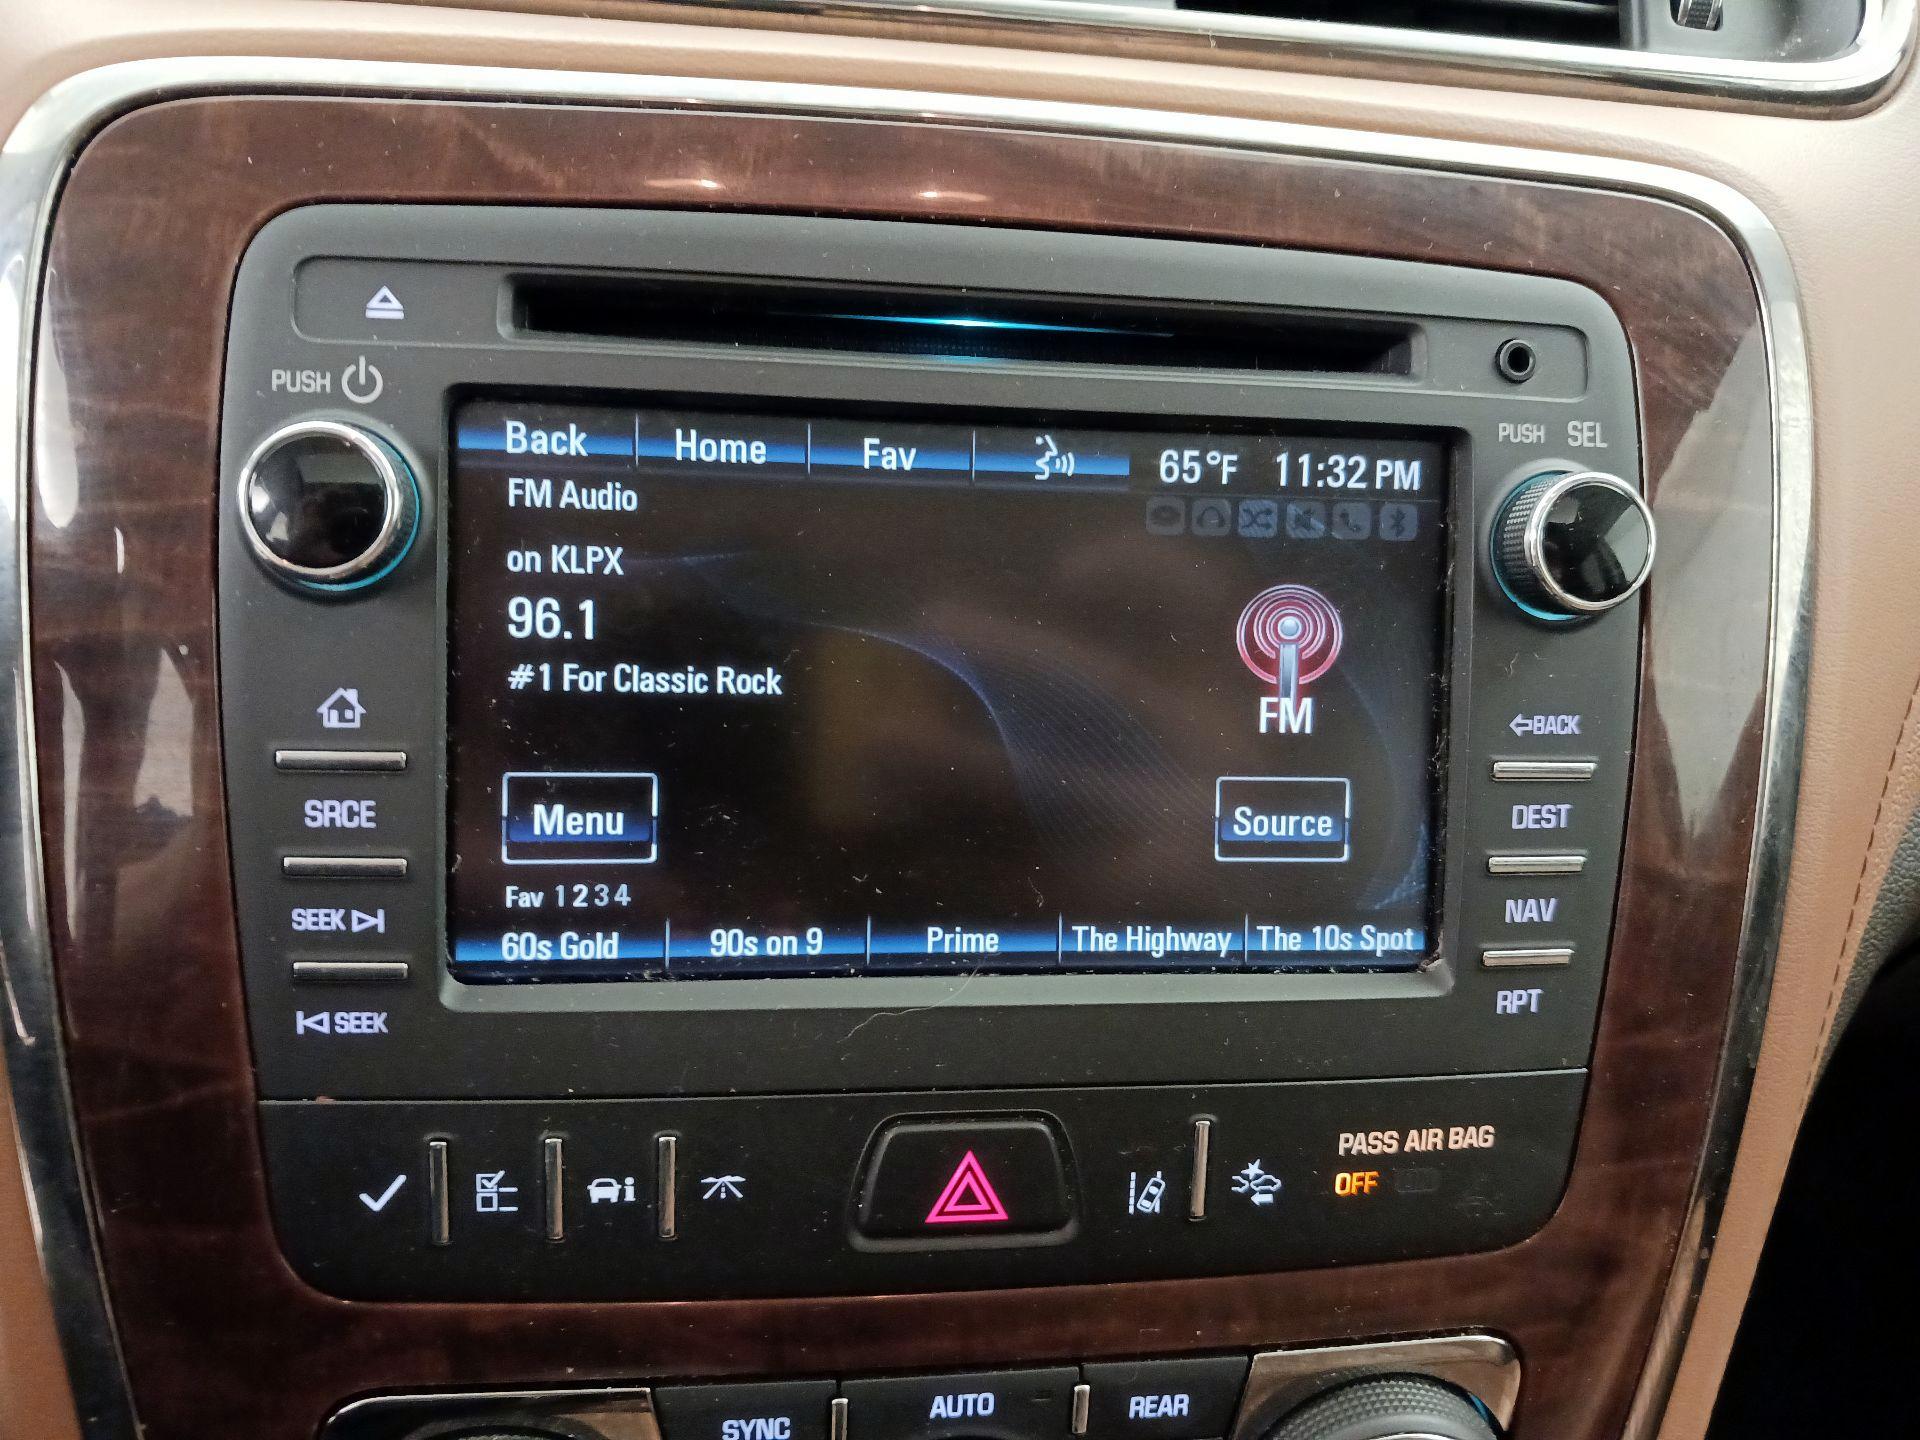 PUSH
PUSH SEL
Back Home Fav 65°F 11:32 PM
FM Audio
on KLPX
96.1
#1 For Classic Rock
FM
Menu Source
Fav 1 2 3 4
60s Gold 90s on 9 Prime The Highway The 10s Spot
SRCE
SEEK
SEEK
BACK
DEST
NAV
RPT
PASS AIR BAG
OFF
SYNC AUTO REAR